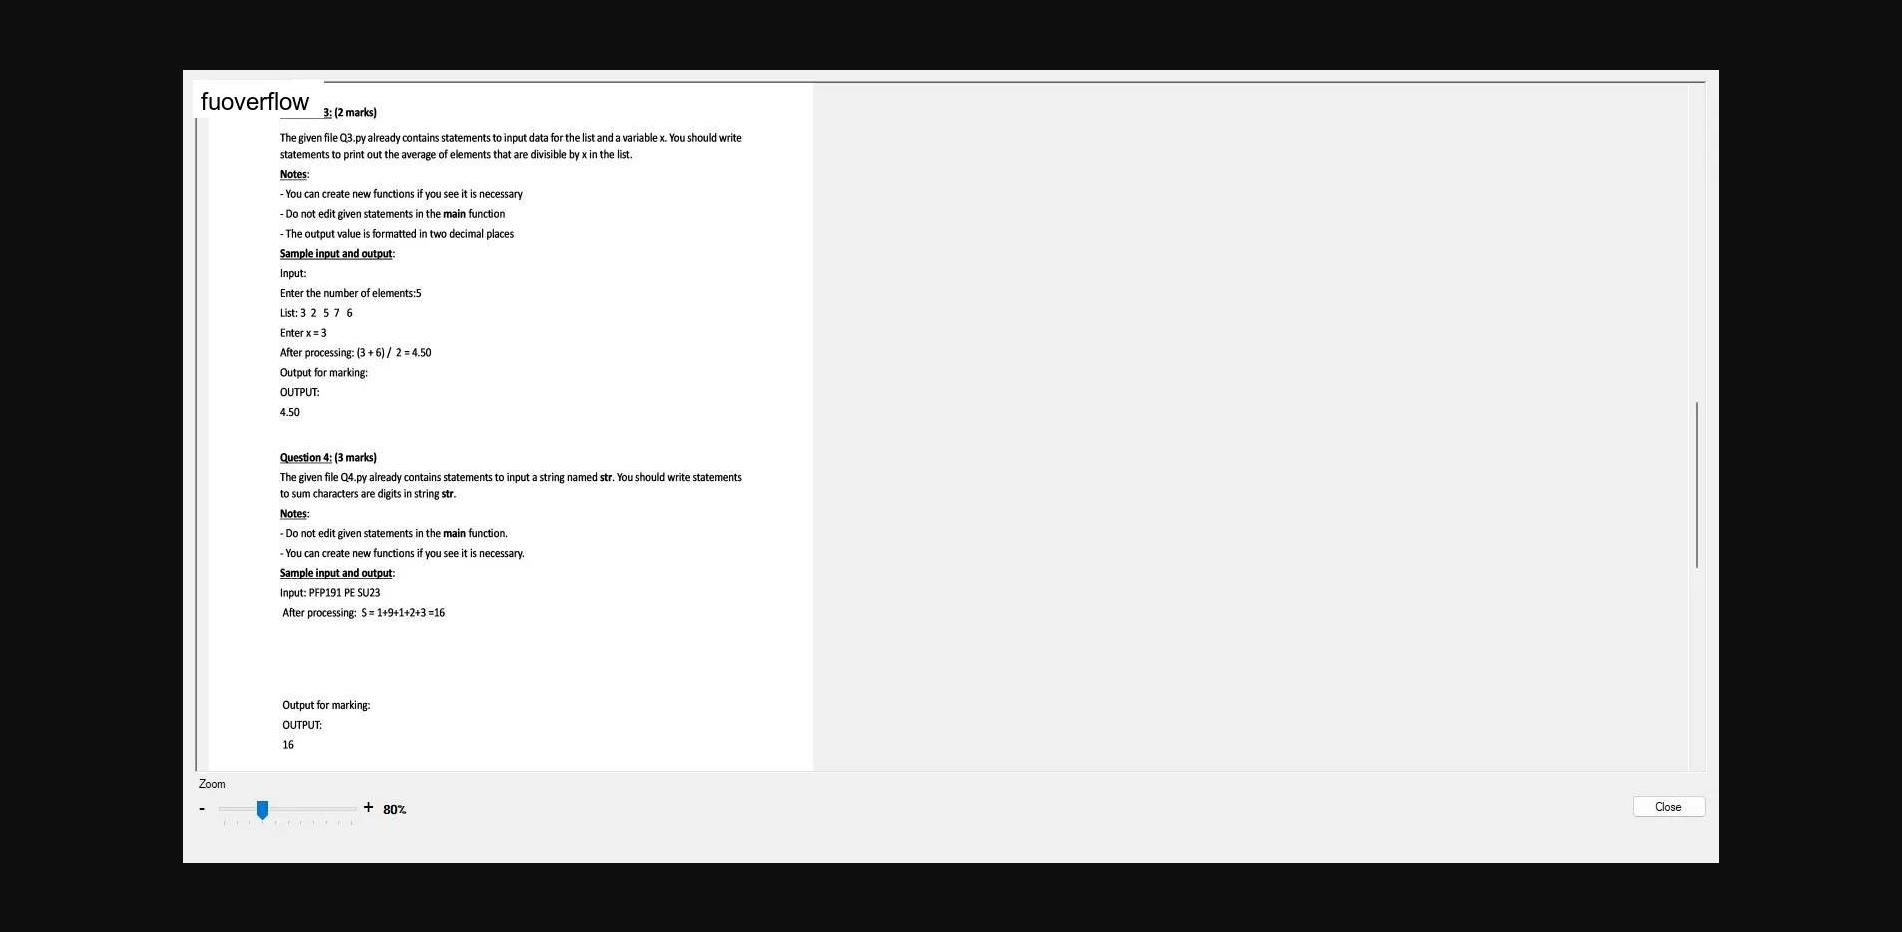 fuoverflow
3: (2 marks)
The given file Q3.py already contains statements to input data for the list and a variable x. You should write
statements to print out the average of elements that are divisible by x in the list.
Notes:
- You can create new functions if you see it is necessary
- Do not edit given statements in the main function
- The output value is formatted in two decimal places
Sample input and output:
Input:
Enter the number of elements:5
List: 3 2 5 7 6
Enter x = 3
After processing: (3 + 6) / 2 = 4.50
Output for marking:
OUTPUT:
4.50
Question 4: (3 marks)
The given file Q4.py already contains statements to input a string named str. You should write statements
to sum characters are digits in string str.
Notes:
- Do not edit given statements in the main function.
- You can create new functions if you see it is necessary.
Sample input and output:
Input: PFP191 PE SU23
After processing: S = 1+9+1+2+3 =16
Output for marking:
OUTPUT:
16
Zoom
- + 80%
Close